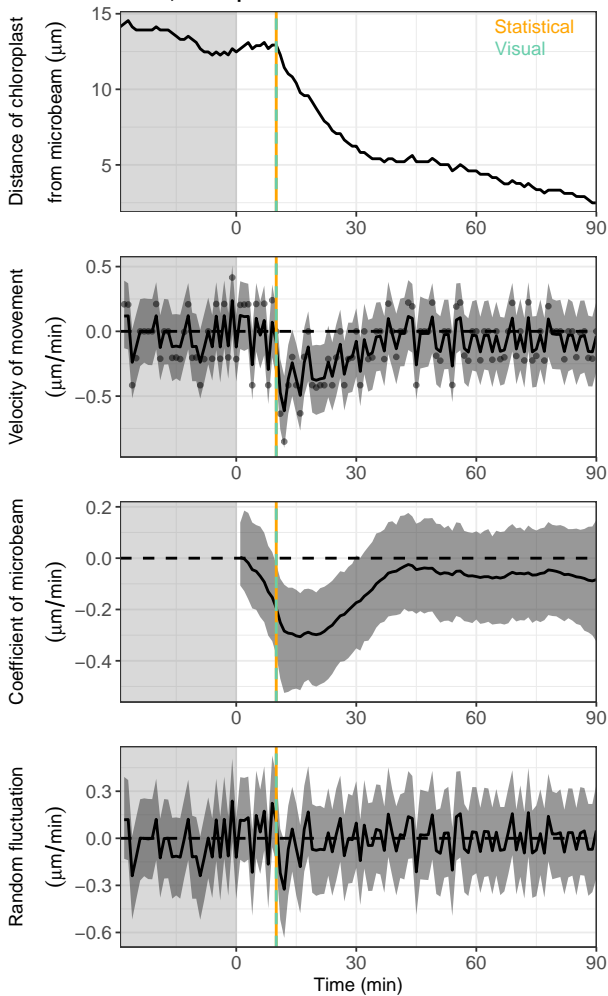 Statistical
Visual
Distance of chloroplast
from microbeam (μm)
15
10
5
0
30
60
90
Velocity of movement
(μm/min)
0.5
0.0
−0.5
0
30
60
90
Coefficient of microbeam
(μm/min)
0.2
0.0
−0.2
−0.4
0
30
60
90
Random fluctuation
(μm/min)
0.3
0.0
−0.3
−0.6
0
30
60
90
Time (min)